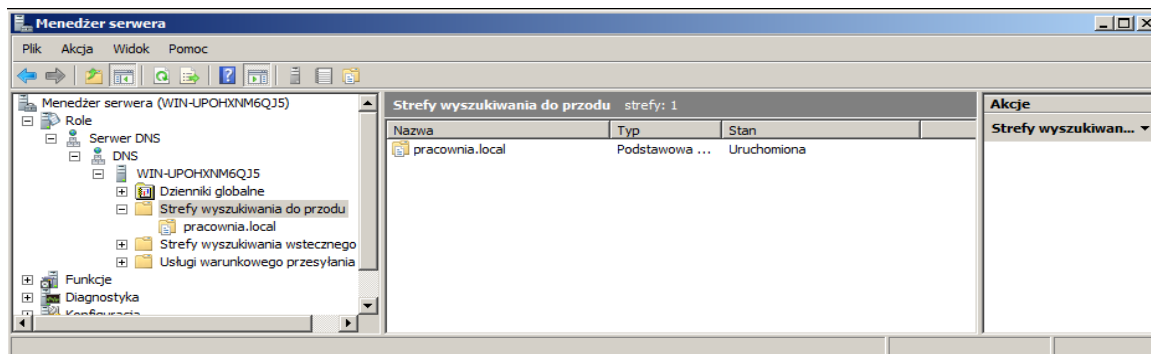 Menedżer serwera
Plik Akcja Widok Pomoc
Menedżer serwera (WIN-UPOHXNM6QJ5)
Role
Serwer DNS
DNS
WIN-UPOHXNM6QJ5
Dzienniki globalne
Strefy wyszukiwania do przodu
pracownia.local
Strefy wyszukiwania wstecznego
Usługi warunkowego przesyłania
Funkcje
Diagnostyka
Konfiguracja
Strefy wyszukiwania do przodu strefy: 1
Nazwa Typ Stan
pracownia.local Podstawowa ... Uruchomiona
Akcje
Strefy wyszukiwan...